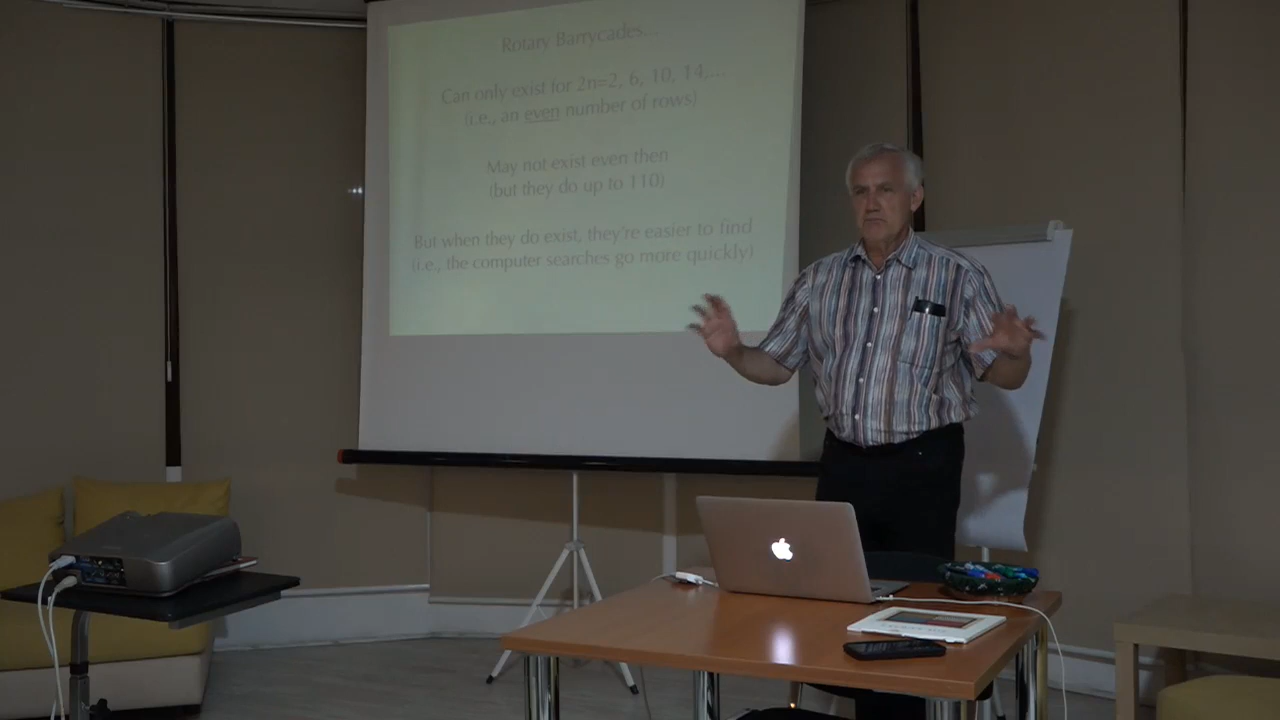 Rotary Barrycades...
Can only exist for 2n=2, 6, 10, 14,...
(i.e., an even number of rows)
May not exist even then
(but they do up to 110)
But when they do exist, they're easier to find
(i.e., the computer searches go more quickly)